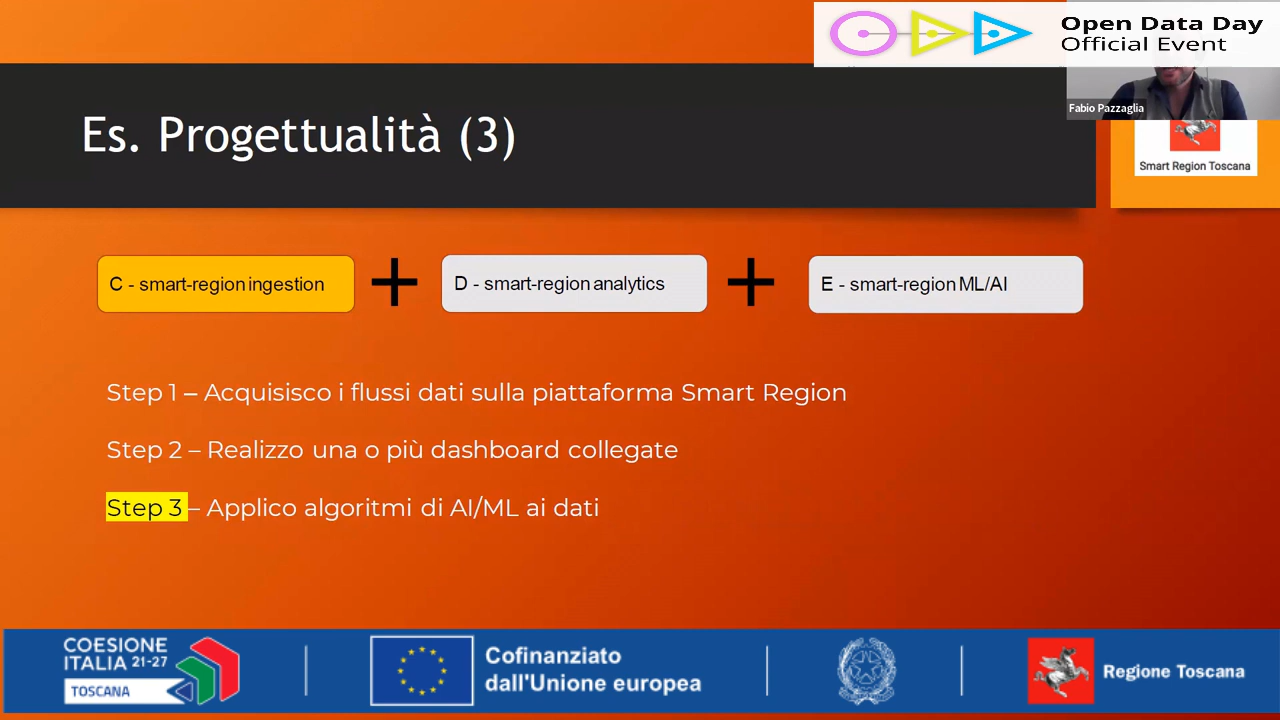 Open Data Day
Official Event
Fabio Pazzaglia
Es. Progettualità (3)
Smart Region Toscana
C - smart-region ingestion
+
D - smart-region analytics
+
E - smart-region ML/AI
Step 1 – Acquisisco i flussi dati sulla piattaforma Smart Region
Step 2 – Realizzo una o più dashboard collegate
Step 3 – Applico algoritmi di AI/ML ai dati
COESIONE
ITALIA 21-27
TOSCANA
Cofinanziato
dall'Unione europea
Regione Toscana